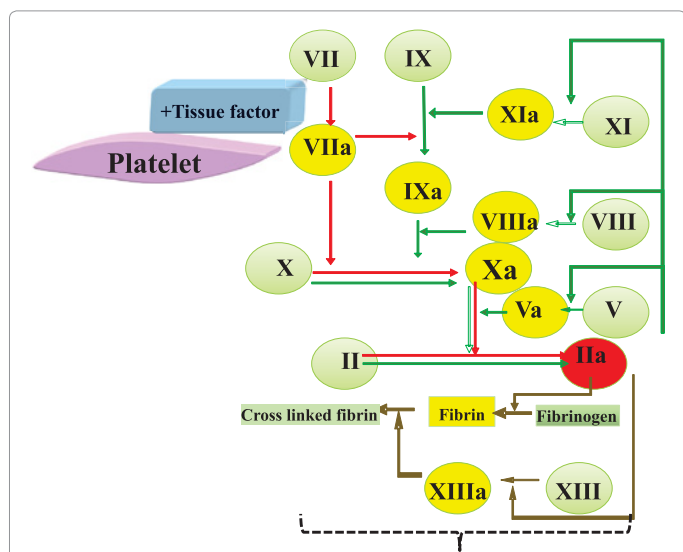 VII
IX
+Tissue factor
XIa
XI
VIIa
Platelet
IXa
VIIIa
VIII
X
Xa
Va
V
II
IIa
Cross linked fibrin
Fibrin
Fibrinogen
XIIIa
XIII